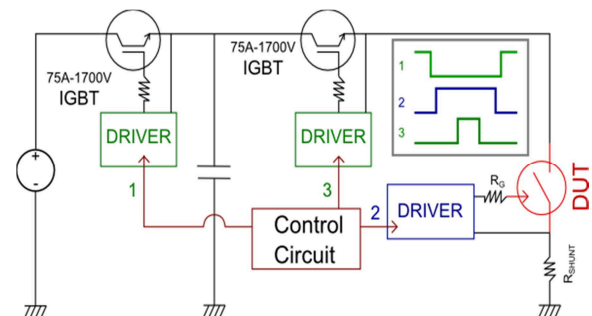 75A-1700V
IGBT
75A-1700V
IGBT
1
2
3
DRIVER
DRIVER
+
-
1
3
2
Control
Circuit
DRIVER
RG
DUT
RSHUNT